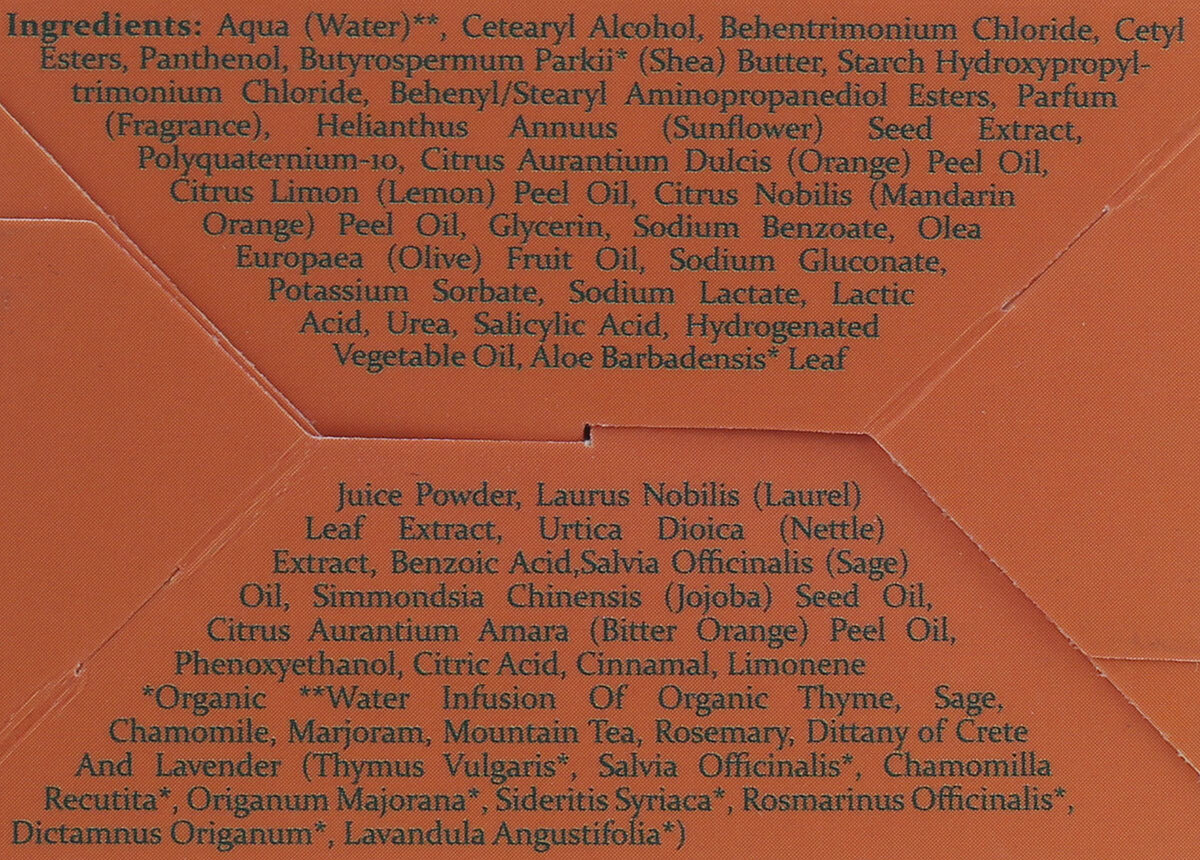 Ingredients: Aqua (Water)**, Cetearyl Alcohol, Behentrimonium Chloride, Cetyl
Esters, Panthenol, Butyrospermum Parkii* (Shea) Butter, Starch Hydroxypropyl-
trimonium Chloride, Behenyl/Stearyl Aminopropanediol Esters, Parfum
(Fragrance), Helianthus Annuus (Sunflower) Seed Extract,
Polyquaternium-10, Citrus Aurantium Dulcis (Orange) Peel Oil,
Citrus Limon (Lemon) Peel Oil, Citrus Nobilis (Mandarin
Orange) Peel Oil, Glycerin, Sodium Benzoate, Olea
Europaea (Olive) Fruit Oil, Sodium Gluconate,
Potassium Sorbate, Sodium Lactate, Lactic
Acid, Urea, Salicylic Acid, Hydrogenated
Vegetable Oil, Aloe Barbadensis* Leaf
Juice Powder, Laurus Nobilis (Laurel)
Leaf Extract, Urtica Dioica (Nettle)
Extract, Benzoic Acid,Salvia Officinalis (Sage)
Oil, Simmondsia Chinensis (Jojoba) Seed Oil,
Citrus Aurantium Amara (Bitter Orange) Peel Oil,
Phenoxyethanol, Citric Acid, Cinnamal, Limonene
*Organic **Water Infusion Of Organic Thyme, Sage,
Chamomile, Marjoram, Mountain Tea, Rosemary, Dittany of Crete
And Lavender (Thymus Vulgaris*, Salvia Officinalis*, Chamomilla
Recutita*, Origanum Majorana*, Sideritis Syriaca*, Rosmarinus Officinalis*,
Dictamnus Origanum*, Lavandula Angustifolia*)